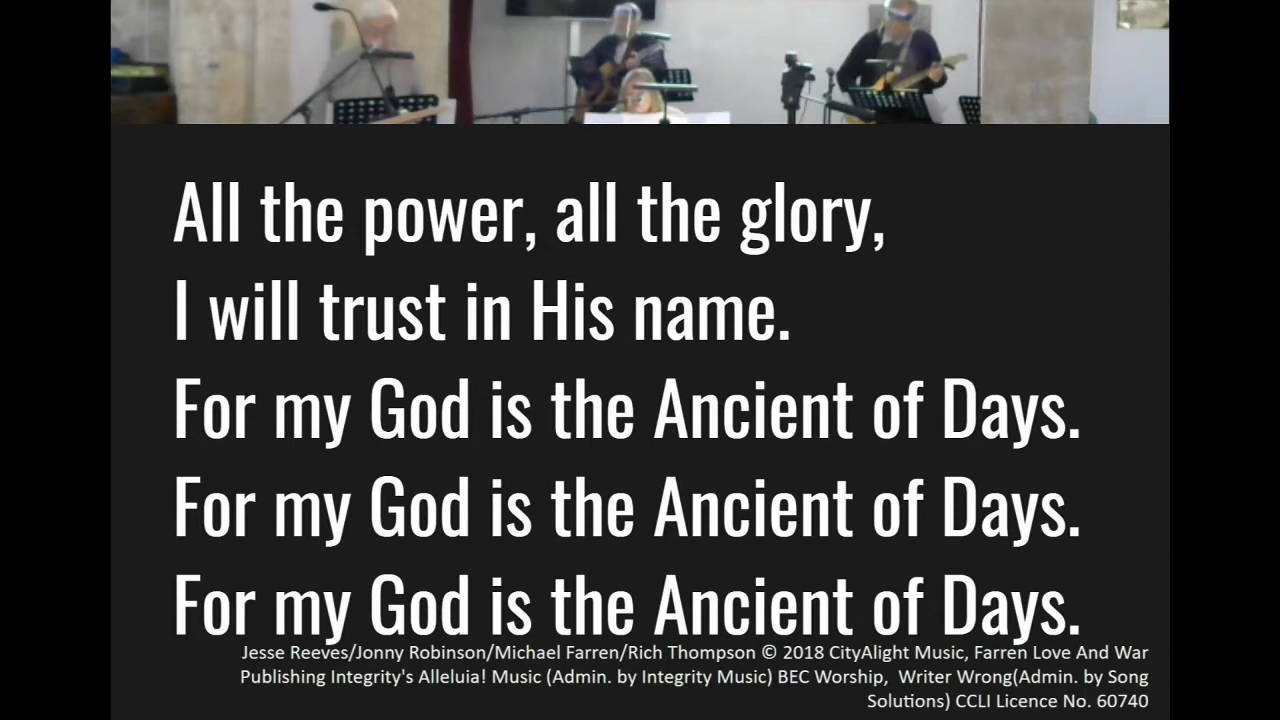 All the power, all the glory,
I will trust in His name.
For my God is the Ancient of Days.
For my God is the Ancient of Days.
For my God is the Ancient of Days.
Jesse Reeves/Jonny Robinson/Michael Farren/Rich Thompson © 2018 CityAlight Music, Farren Love And War
Publishing Integrity's Alleluia! Music (Admin. by Integrity Music) BEC Worship,  Writer Wrong(Admin. by Song
Solutions) CCLI Licence No. 60740